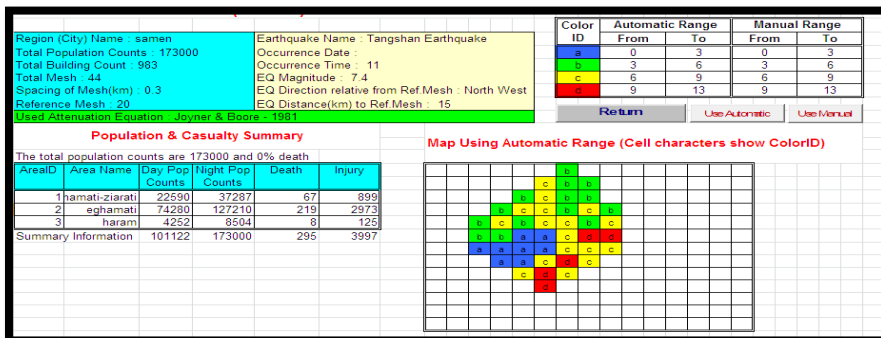 Region (City) Name : samen
Total Population Counts : 173000
Total Building Count : 983
Total Mesh : 44
Spacing of Mesh(km) : 0.3
Reference Mesh : 20
Earthquake Name : Tangshan Earthquake
Occurrence Date :
Occurrence Time : 11
EQ Magnitude : 7.4
EQ Direction relative from Ref.Mesh : North West
EQ Distance(km) to Ref.Mesh : 15
Used Attenuation Equation : Joyner & Boore - 1981
Color ID Automatic Range Manual Range
From To From To
a 0 3 0 3
b 3 6 3 6
c 6 9 6 9
d 9 13 9 13
Return Use Automatic Use Manual
Population & Casualty Summary
The total population counts are 173000 and 0% death
AreaID Area Name Day Pop Counts Night Pop Counts Death Injury
1 hamati-ziarati 22590 37287 67 899
2 eghamati 74280 127210 219 2973
3 haram 4252 8504 8 125
Summary Information 101122 173000 295 3997
Map Using Automatic Range (Cell characters show ColorID)
b
c b b
b c b b
b c c b c b
b c b c c b c
b b a a c d d
a a a a c c c
a a c d c
c d c
d